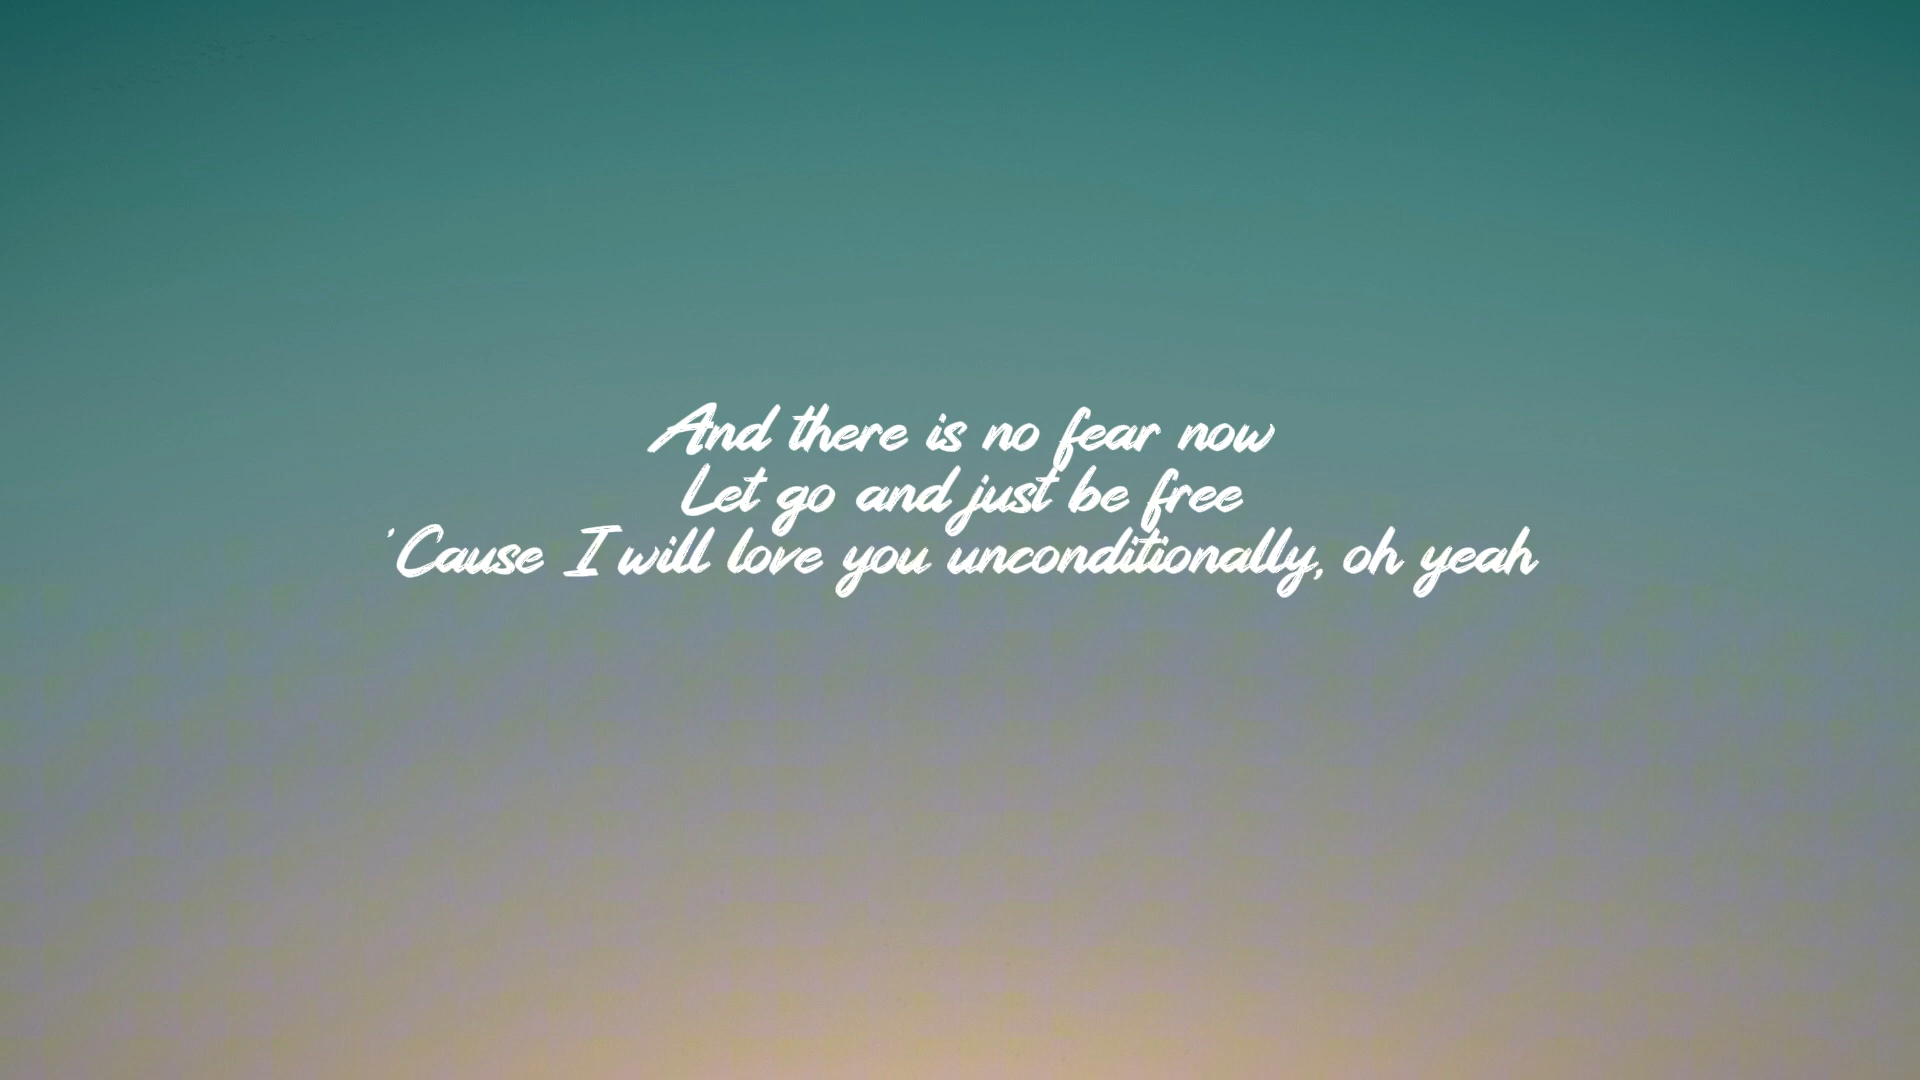 And there is no fear now
Let go and just be free
'Cause I will love you unconditionally, oh yeah